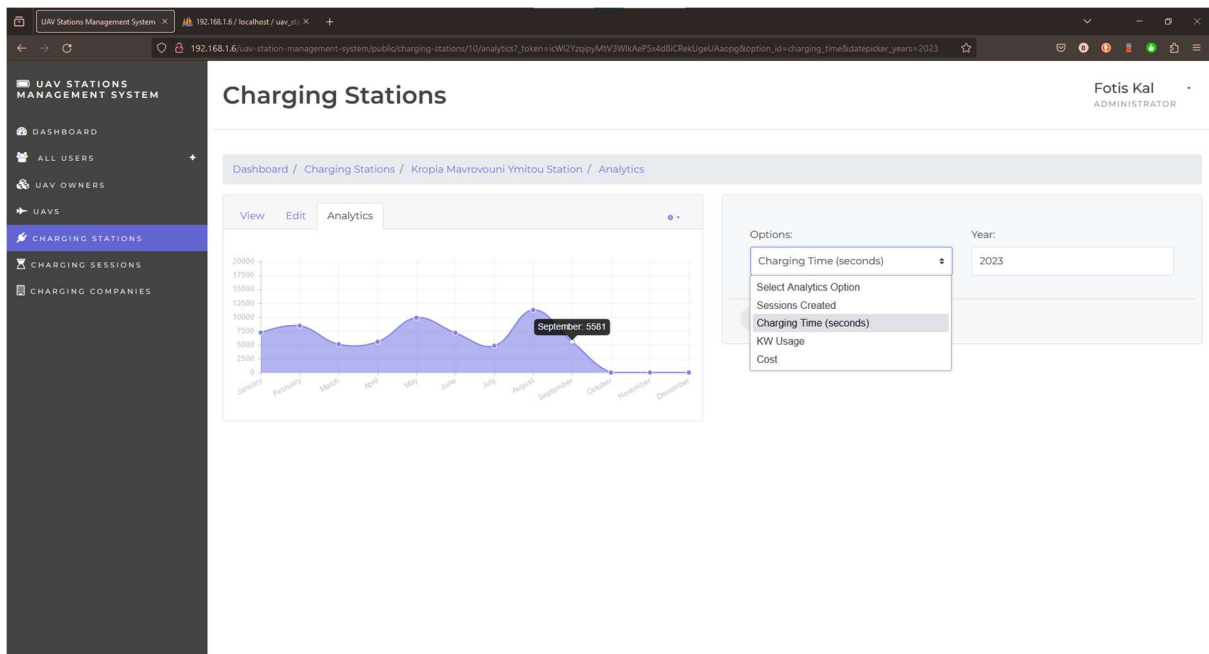 UAV Stations Management System
192.168.1.6 / localhost / uav_st
192.168.1.6/uav-station-management-system/public/charging-stations/10/analytics?_token=icWi2YzqipyMtV3WlkAeP5x4d8iCRekUgeUAaopg&option_id=charging_time&datepicker_years=2023
UAV STATIONS
MANAGEMENT SYSTEM
DASHBOARD
ALL USERS +
UAV OWNERS
UAVS
CHARGING STATIONS
CHARGING SESSIONS
CHARGING COMPANIES
Charging Stations
Fotis Kal
ADMINISTRATOR
Dashboard / Charging Stations / Kropia Mavrovouni Ymitou Station / Analytics
View Edit Analytics
20000
17500
15000
12500
10000
7500
5000
2500
0
September: 5581
January February March April May June July August September October November December
Options:
Charging Time (seconds)
Select Analytics Option
Sessions Created
Charging Time (seconds)
KW Usage
Cost
Year:
2023